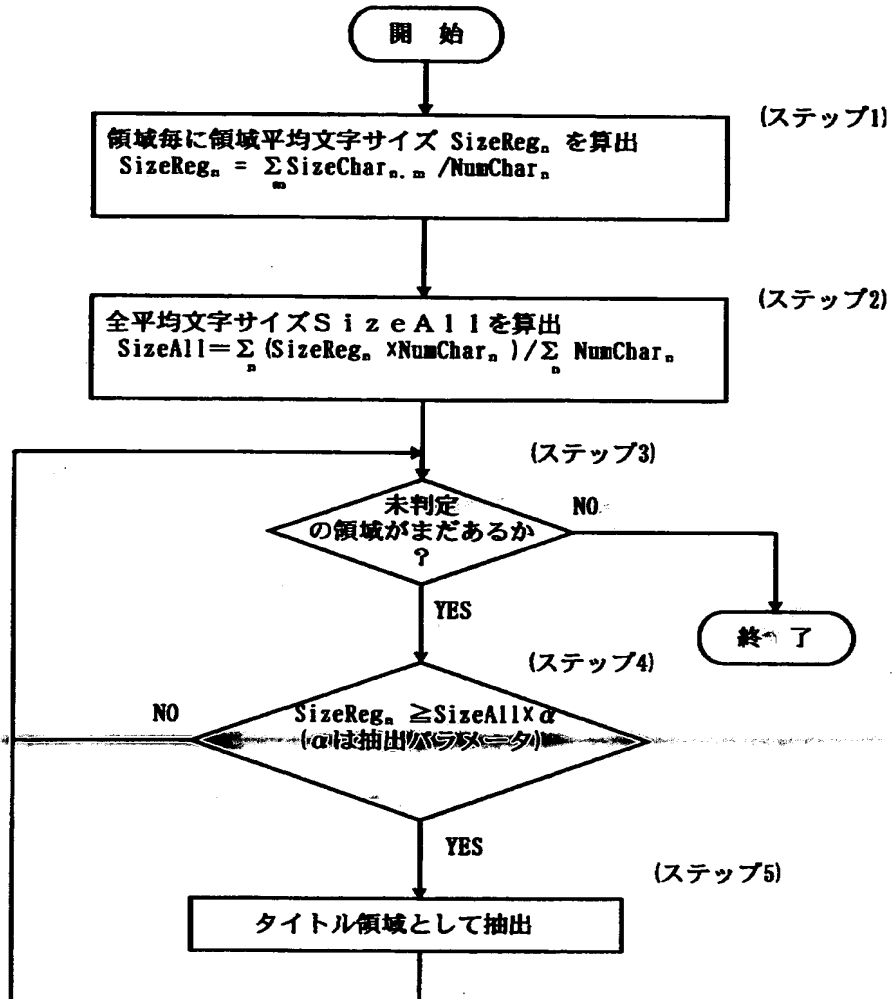 開 始
(ステップ1)
領域毎に領域平均文字サイズ SizeRegₙ を算出
SizeRegₙ = Σₘ SizeCharₙ,ₘ /NumCharₙ
(ステップ2)
全平均文字サイズSizeAllを算出
SizeAll=Σₙ (SizeRegₙ ×NumCharₙ )/Σₙ NumCharₙ
(ステップ3)
未判定
の領域がまだあるか
?
NO
YES
終 了
(ステップ4)
NO
SizeRegₙ ≧SizeAll×α
(αは抽出パラメータ)
YES
(ステップ5)
タイトル領域として抽出